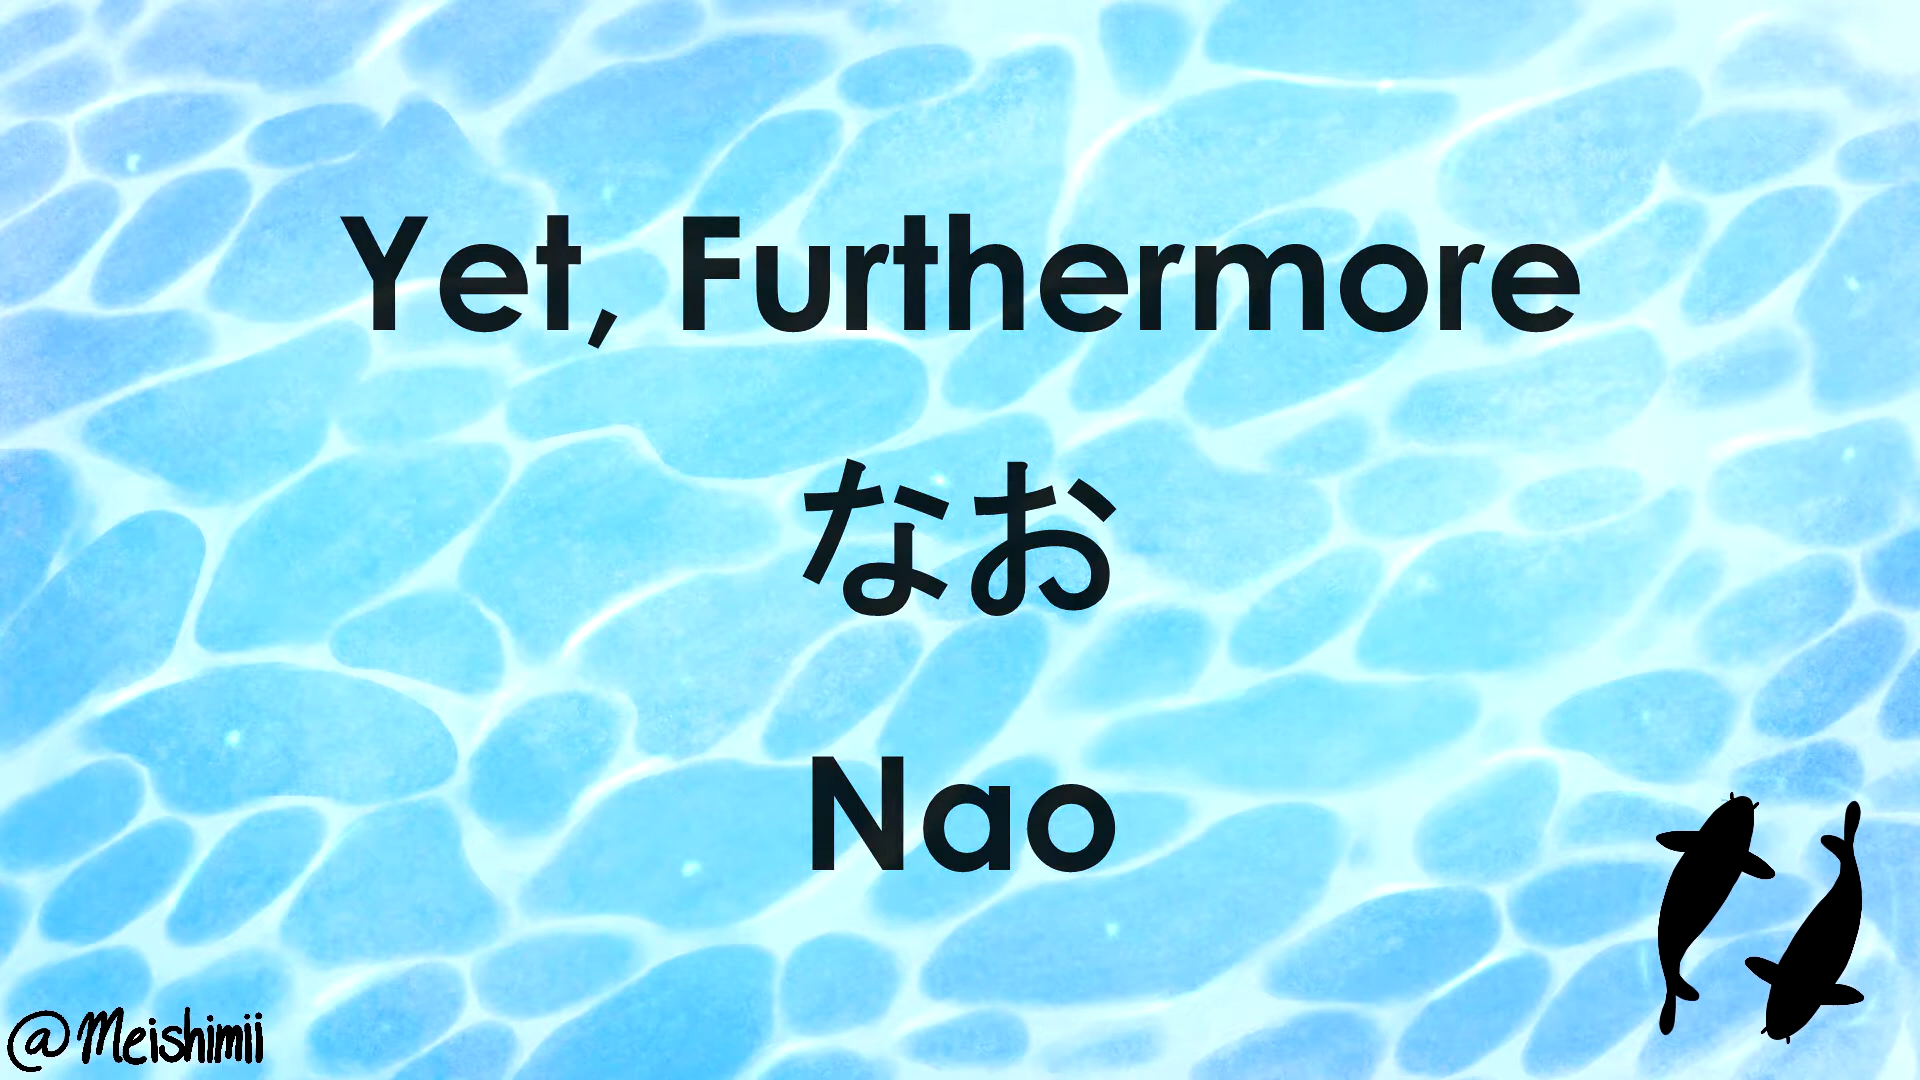 Yet, Furthermore
なお
Nao
@Meishimii